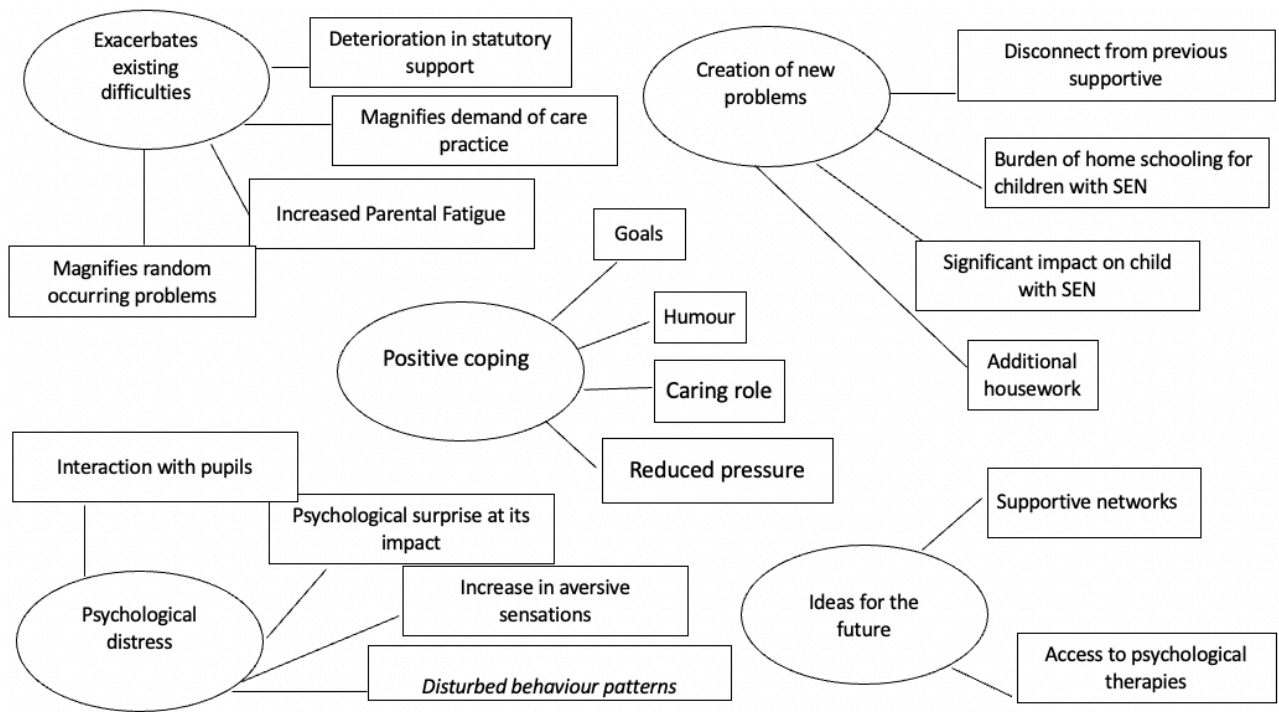 Exacerbates
existing
difficulties
Deterioration in statutory
support
Magnifies demand of care
practice
Increased Parental Fatigue
Magnifies random
occurring problems
Creation of new
problems
Disconnect from previous
supportive
Burden of home schooling for
children with SEN
Significant impact on child
with SEN
Additional
housework
Positive coping
Goals
Humour
Caring role
Reduced pressure
Psychological
distress
Interaction with pupils
Psychological surprise at its
impact
Increase in aversive
sensations
Disturbed behaviour patterns
Ideas for the
future
Supportive networks
Access to psychological
therapies